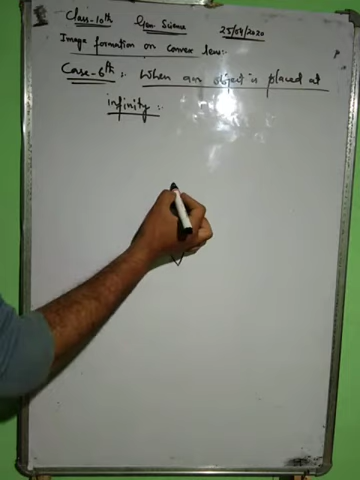 Class-10th Gen Science 25/04/2020
Image formation on convex lens:-
Case-6th:- When an object is placed at
infinity:-